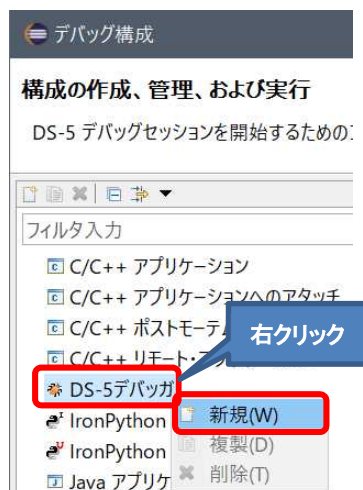 デバッグ構成
構成の作成、管理、および実行
DS-5 デバッグセッションを開始するための
フィルタ入力
C/C++ アプリケーション
C/C++ アプリケーションへのアタッチ
C/C++ ポストモーテ
右クリック
C/C++ リモート・ア
DS-5デバッガ
新規(W)
IronPython
複製(D)
IronPython
削除(T)
Java アプリケ